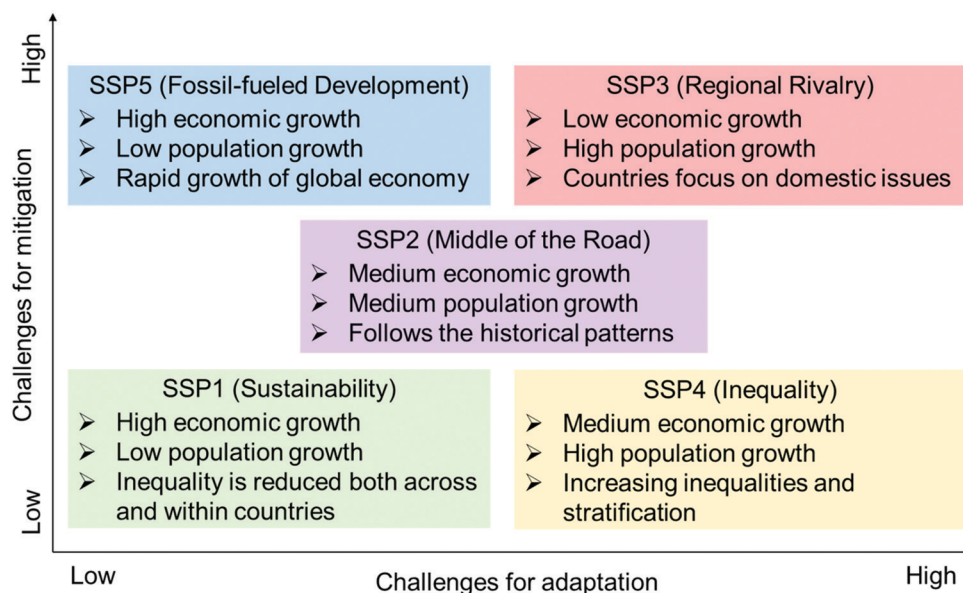 High
Challenges for mitigation
Low
SSP5 (Fossil-fueled Development)
➢ High economic growth
➢ Low population growth
➢ Rapid growth of global economy
SSP3 (Regional Rivalry)
➢ Low economic growth
➢ High population growth
➢ Countries focus on domestic issues
SSP2 (Middle of the Road)
➢ Medium economic growth
➢ Medium population growth
➢ Follows the historical patterns
SSP1 (Sustainability)
➢ High economic growth
➢ Low population growth
➢ Inequality is reduced both across
and within countries
SSP4 (Inequality)
➢ Medium economic growth
➢ High population growth
➢ Increasing inequalities and
stratification
Low
Challenges for adaptation
High